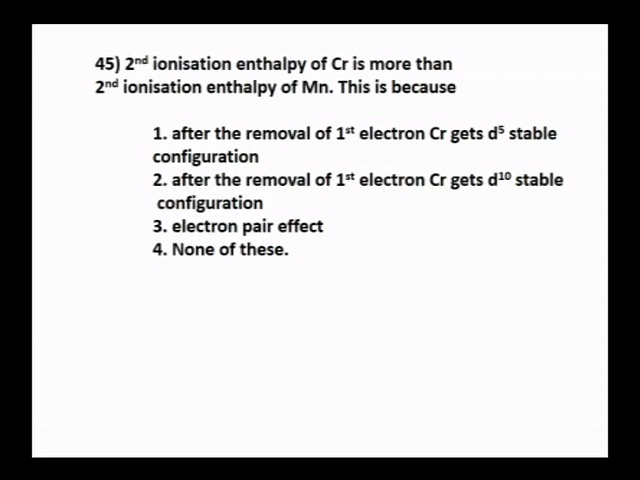 45) 2nd ionisation enthalpy of Cr is more than
2nd ionisation enthalpy of Mn. This is because
1. after the removal of 1st electron Cr gets d⁵ stable
configuration
2. after the removal of 1st electron Cr gets d¹⁰ stable
configuration
3. electron pair effect
4. None of these.